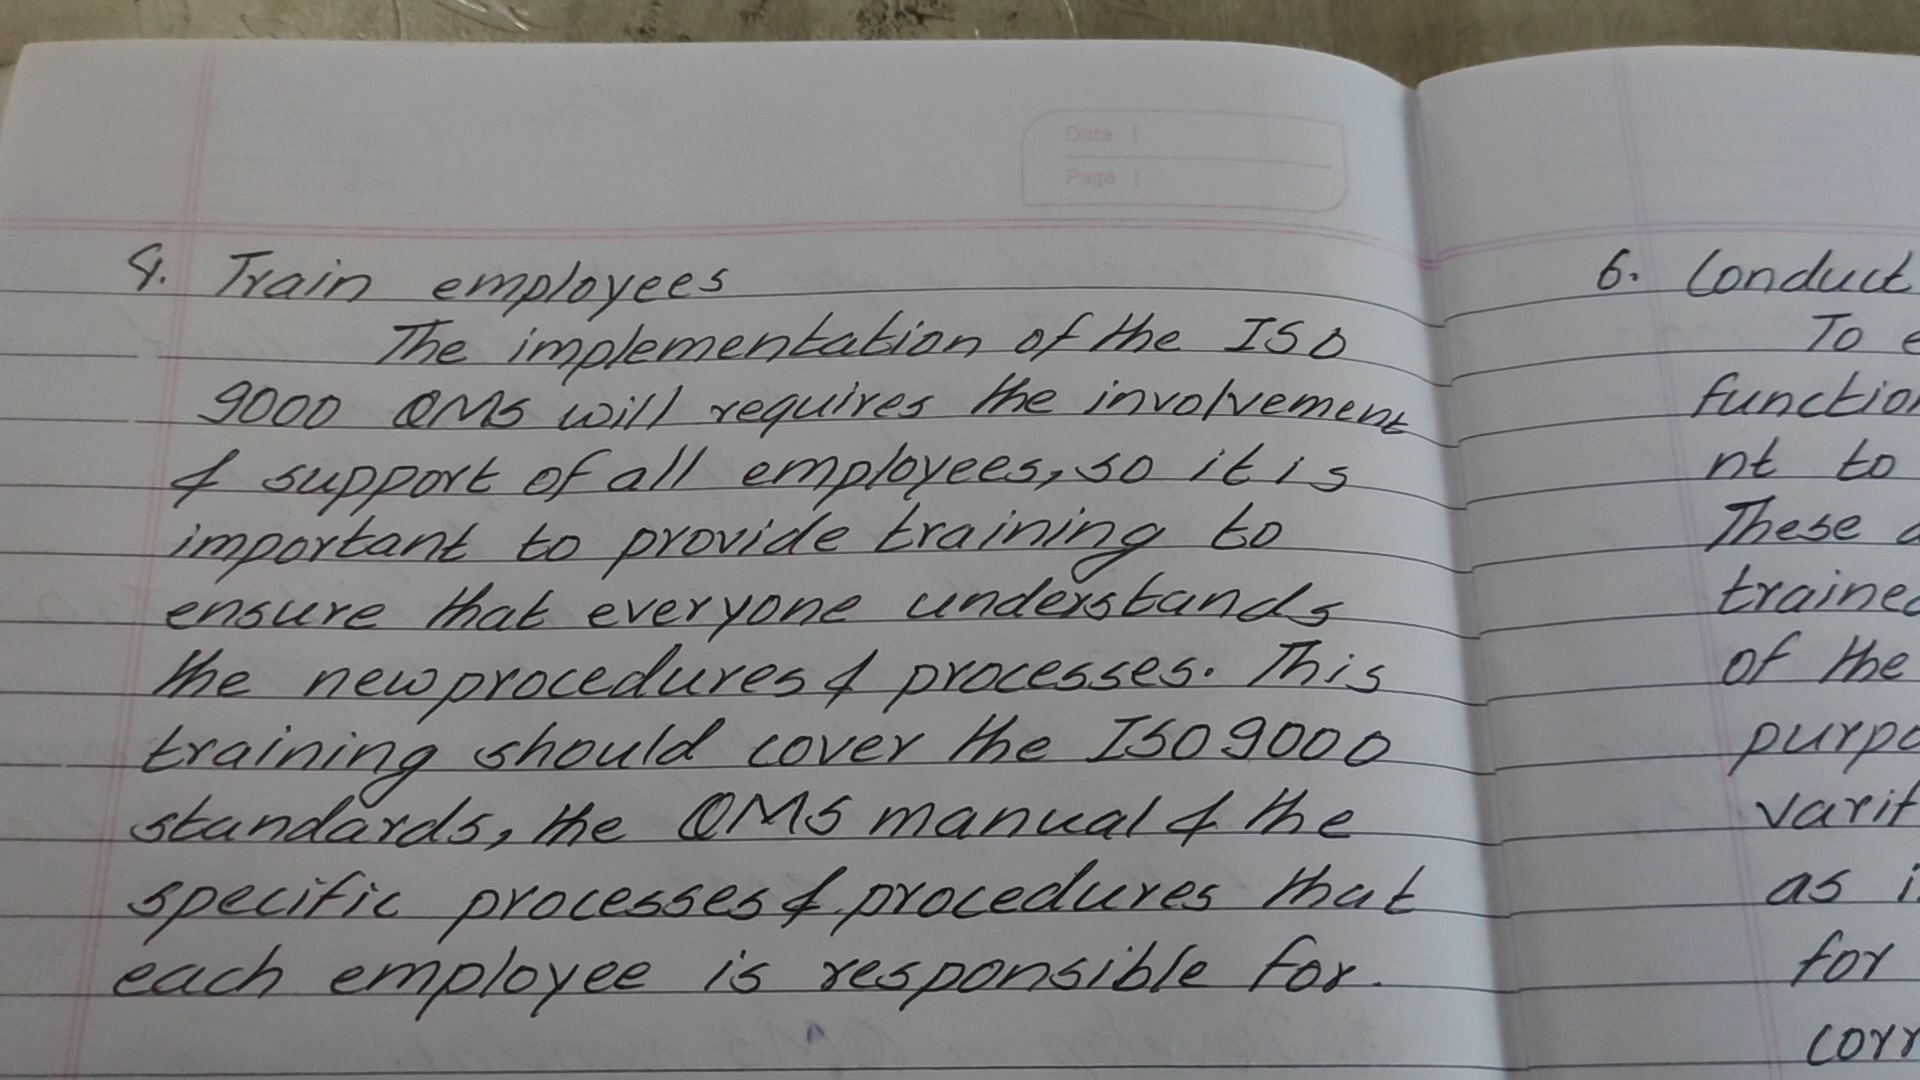 Date
Page
4. Train employees
The implementation of the ISO
9000 QMS will requires the involvement
& support of all employees, so it is
important to provide training to
ensure that everyone understands
the new procedures & processes. This
training should cover the ISO 9000
standards, the QMS manual & the
specific processes & procedures that
each employee is responsible for.
6. Conduct
To e
function
nt to
These a
trained
of the
purpo
varif
as i
for
corr